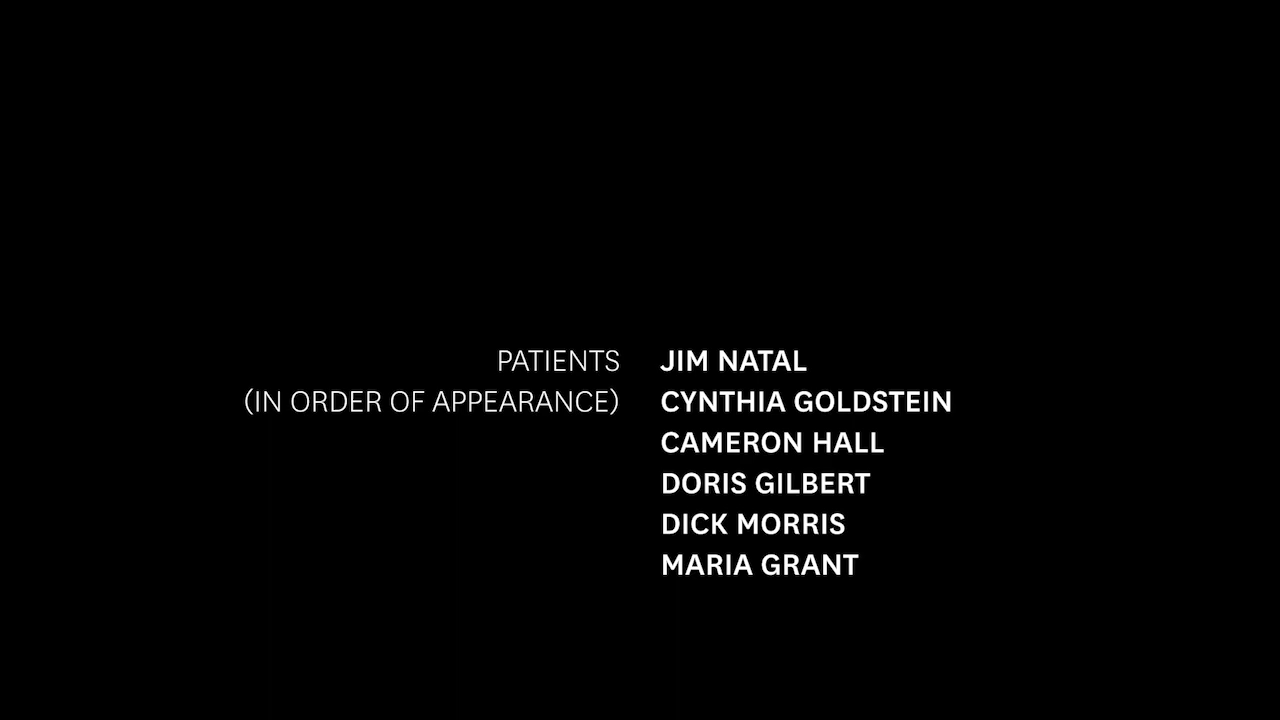 PATIENTS JIM NATAL
(IN ORDER OF APPEARANCE) CYNTHIA GOLDSTEIN
CAMERON HALL
DORIS GILBERT
DICK MORRIS
MARIA GRANT